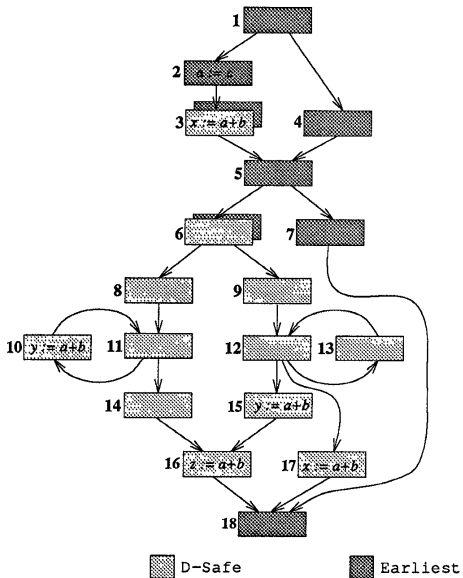 1
2 a := c
3 x := a+b
4
5
6
7
8
9
10 y := a+b
11
12
13
14
15 y := a+b
16 z := a+b
17 x := a+b
18
D-Safe
Earliest